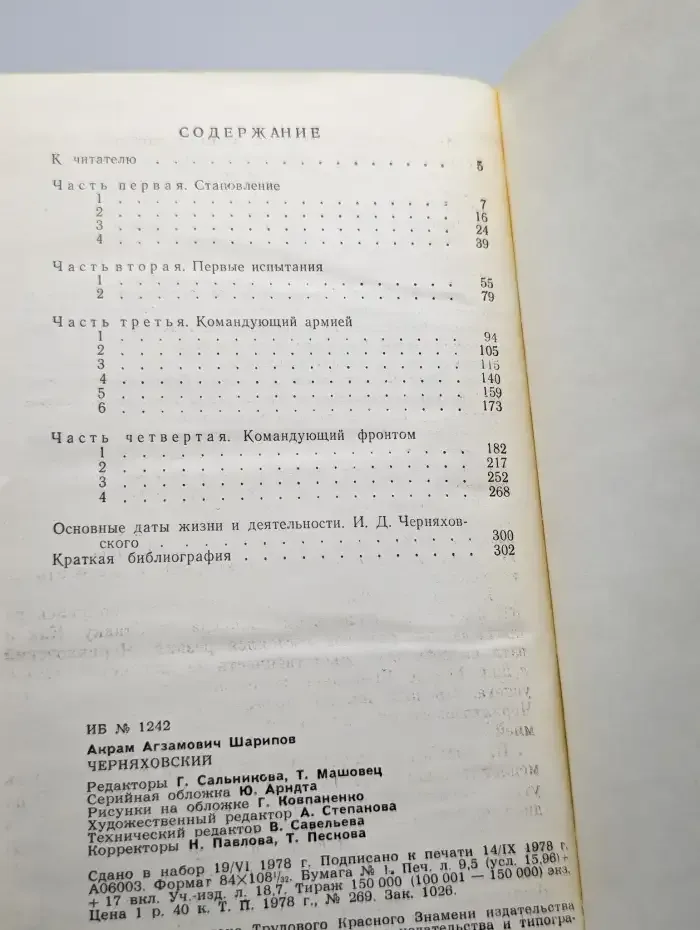 СОДЕРЖАНИЕ
К читателю . . . . . . . . . . . . . . . . . 5
Часть первая. Становление
1 . . . . . . . . . . . . . . . . . . 7
2 . . . . . . . . . . . . . . . . . . 16
3 . . . . . . . . . . . . . . . . . . 24
4 . . . . . . . . . . . . . . . . . . 39
Часть вторая. Первые испытания
1 . . . . . . . . . . . . . . . . . . 55
2 . . . . . . . . . . . . . . . . . . 79
Часть третья. Командующий армией
1 . . . . . . . . . . . . . . . . . . 94
2 . . . . . . . . . . . . . . . . . . 105
3 . . . . . . . . . . . . . . . . . . 115
4 . . . . . . . . . . . . . . . . . . 140
5 . . . . . . . . . . . . . . . . . . 159
6 . . . . . . . . . . . . . . . . . . 173
Часть четвертая. Командующий фронтом
1 . . . . . . . . . . . . . . . . . . 182
2 . . . . . . . . . . . . . . . . . . 217
3 . . . . . . . . . . . . . . . . . . 252
4 . . . . . . . . . . . . . . . . . . 268
Основные даты жизни и деятельности. И. Д. Черняхов-
ского . . . . . . . . . . . . . . . . 300
Краткая библиография . . . . . . . . . . . . 302
ИБ № 1242
Акрам Агзамович Шарипов
ЧЕРНЯХОВСКИЙ
Редакторы Г. Сальникова, Т. Машовец
Серийная обложка Ю. Арндта
Рисунки на обложке Г. Ковпаненко
Художественный редактор А. Степанова
Технический редактор В. Савельева
Корректоры Н. Павлова, Т. Пескова
Сдано в набор 19/VI 1978 г. Подписано к печати 14/IX 1978 г.
А06003. Формат 84×108¹/₃₂. Бумага № 1. Печ. л. 9,5 (усл. 15,96) +
+ 17 вкл. Уч.-изд. л. 18,7. Тираж 150 000 (100 001 — 150 000) экз.
Цена 1 р. 40 к. Т. П. 1978 г., № 269. Зак. 1026.
Трудового Красного Знамени издательства
издательства и типогра-